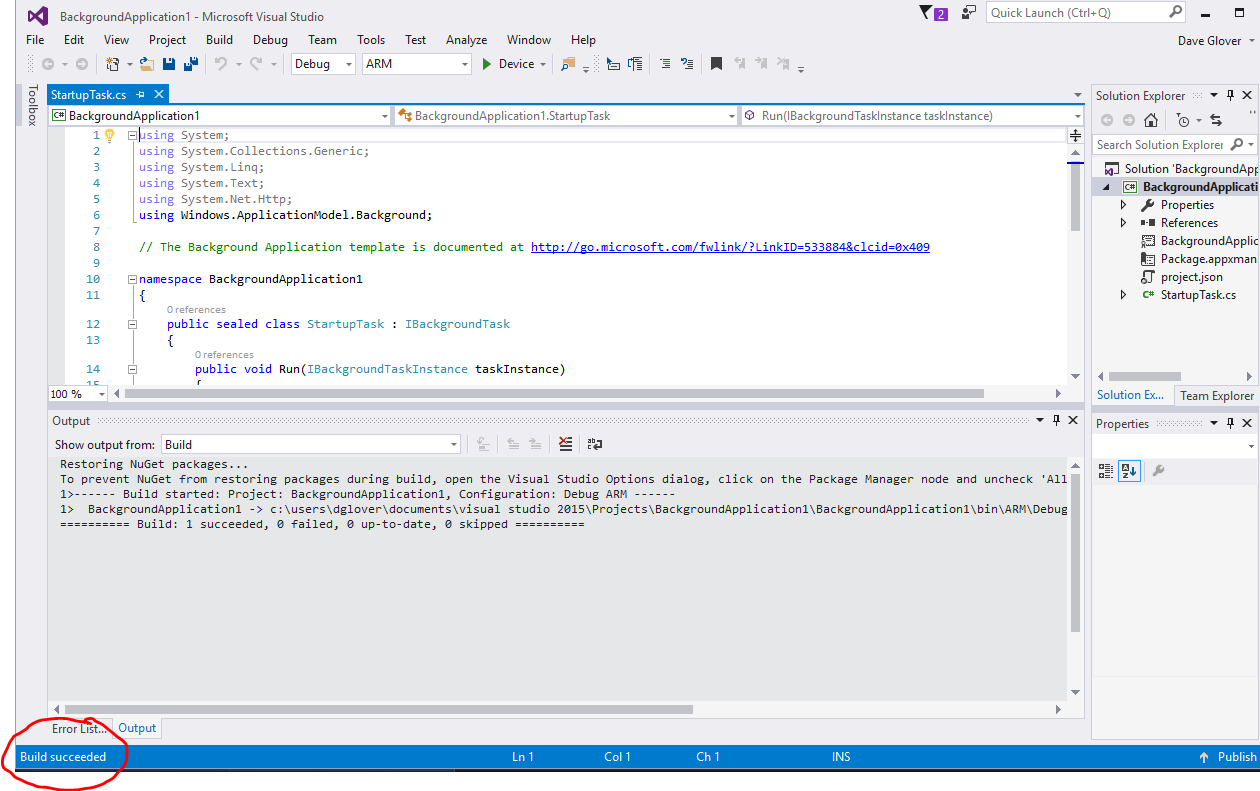 BackgroundApplication1 - Microsoft Visual Studio
2
Quick Launch (Ctrl+Q)
File Edit View Project Build Debug Team Tools Test Analyze Window Help
Dave Glover
Debug ARM Device
Toolbox
StartupTask.cs
BackgroundApplication1 BackgroundApplication1.StartupTask Run(IBackgroundTaskInstance taskInstance)
1 using System;
2 using System.Collections.Generic;
3 using System.Linq;
4 using System.Text;
5 using System.Net.Http;
6 using Windows.ApplicationModel.Background;
7
8 // The Background Application template is documented at http://go.microsoft.com/fwlink/?LinkID=533884&clcid=0x409
9
10 namespace BackgroundApplication1
11 {
0 references
12 public sealed class StartupTask : IBackgroundTask
13 {
0 references
14 public void Run(IBackgroundTaskInstance taskInstance)
15 {
100 %
Solution Explorer
Search Solution Explorer
Solution 'BackgroundApp
BackgroundApplicati
Properties
References
BackgroundApplic
Package.appxman
project.json
C# StartupTask.cs
Solution Ex... Team Explorer
Properties
Output
Show output from: Build
Restoring NuGet packages...
To prevent NuGet from restoring packages during build, open the Visual Studio Options dialog, click on the Package Manager node and uncheck 'All
1>------ Build started: Project: BackgroundApplication1, Configuration: Debug ARM ------
1>  BackgroundApplication1 -> c:\users\dglover\documents\visual studio 2015\Projects\BackgroundApplication1\BackgroundApplication1\bin\ARM\Debug
========== Build: 1 succeeded, 0 failed, 0 up-to-date, 0 skipped ==========
Error List... Output
Build succeeded Ln 1 Col 1 Ch 1 INS Publish